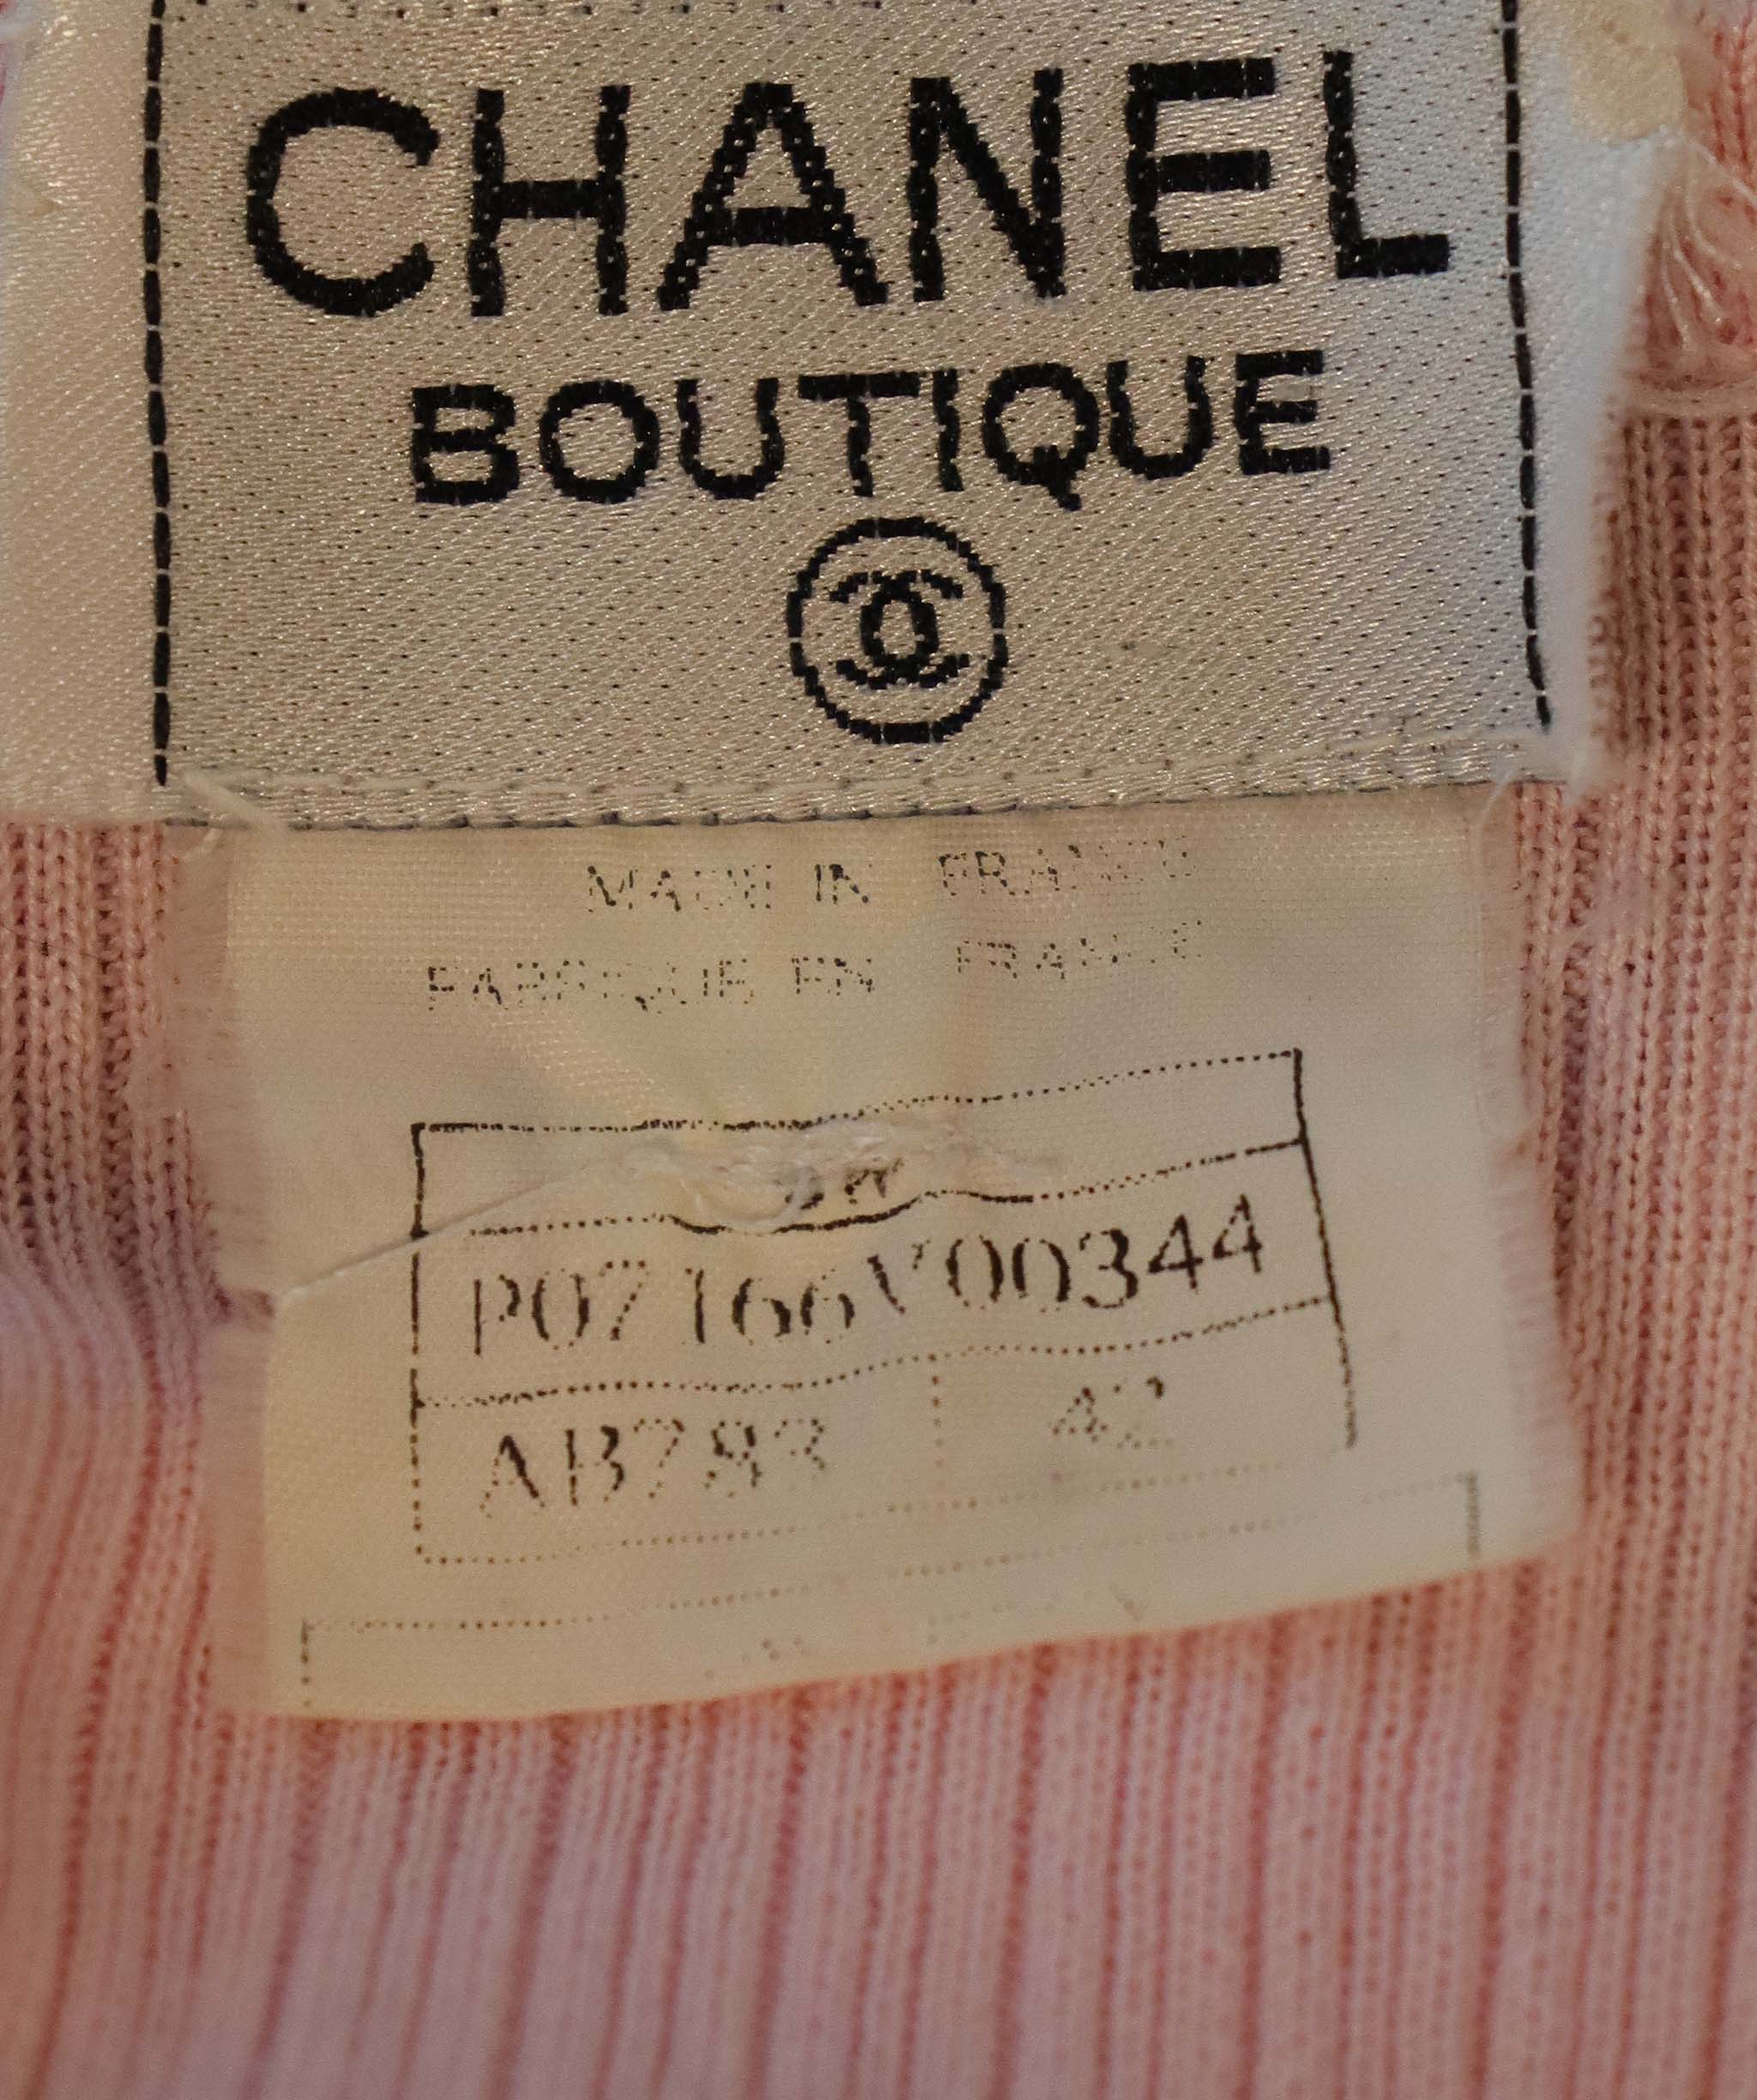 CHANEL
BOUTIQUE
MADE IN FRANCE
FABRIQUE EN FRANCE
P07166V00344
AB783 42